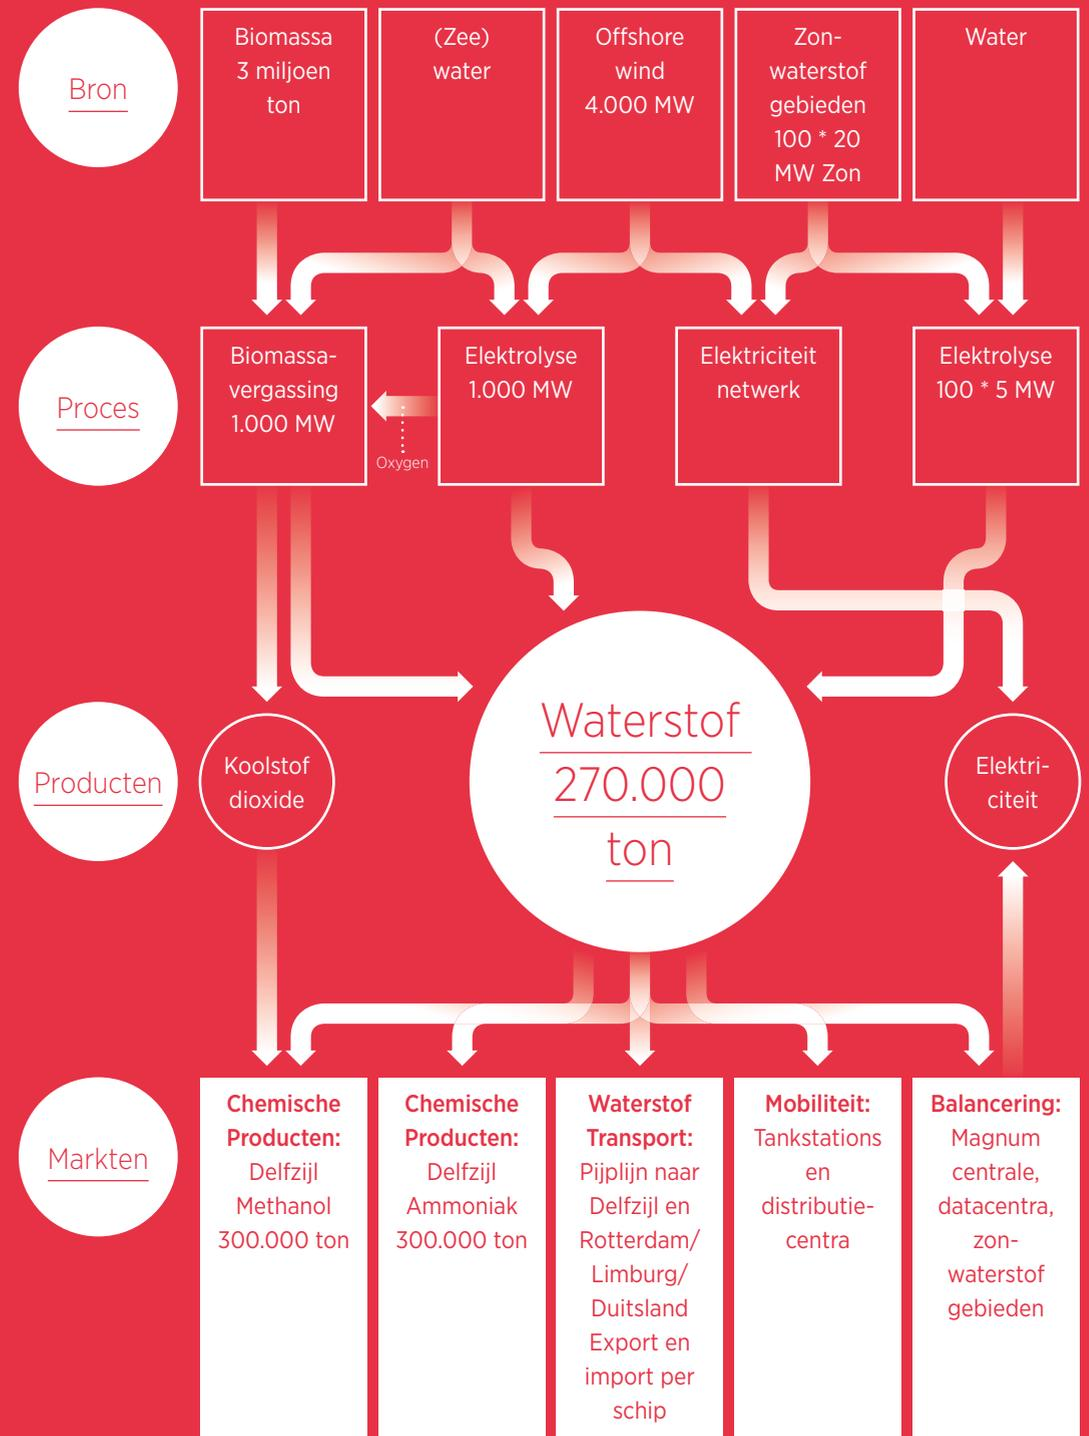 Bron
Biomassa
3 miljoen
ton
(Zee)
water
Offshore
wind
4.000 MW
Zon-
waterstof
gebieden
100 * 20
MW Zon
Water
Proces
Biomassa-
vergassing
1.000 MW
Oxygen
Elektrolyse
1.000 MW
Elektriciteit
netwerk
Elektrolyse
100 * 5 MW
Producten
Koolstof
dioxide
Waterstof
270.000
ton
Elektri-
citeit
Markten
Chemische
Producten:
Delfzijl
Methanol
300.000 ton
Chemische
Producten:
Delfzijl
Ammoniak
300.000 ton
Waterstof
Transport:
Pijplijn naar
Delfzijl en
Rotterdam/
Limburg/
Duitsland
Export en
import per
schip
Mobiliteit:
Tankstations
en
distributie-
centra
Balancering:
Magnum
centrale,
datacentra,
zon-
waterstof
gebieden